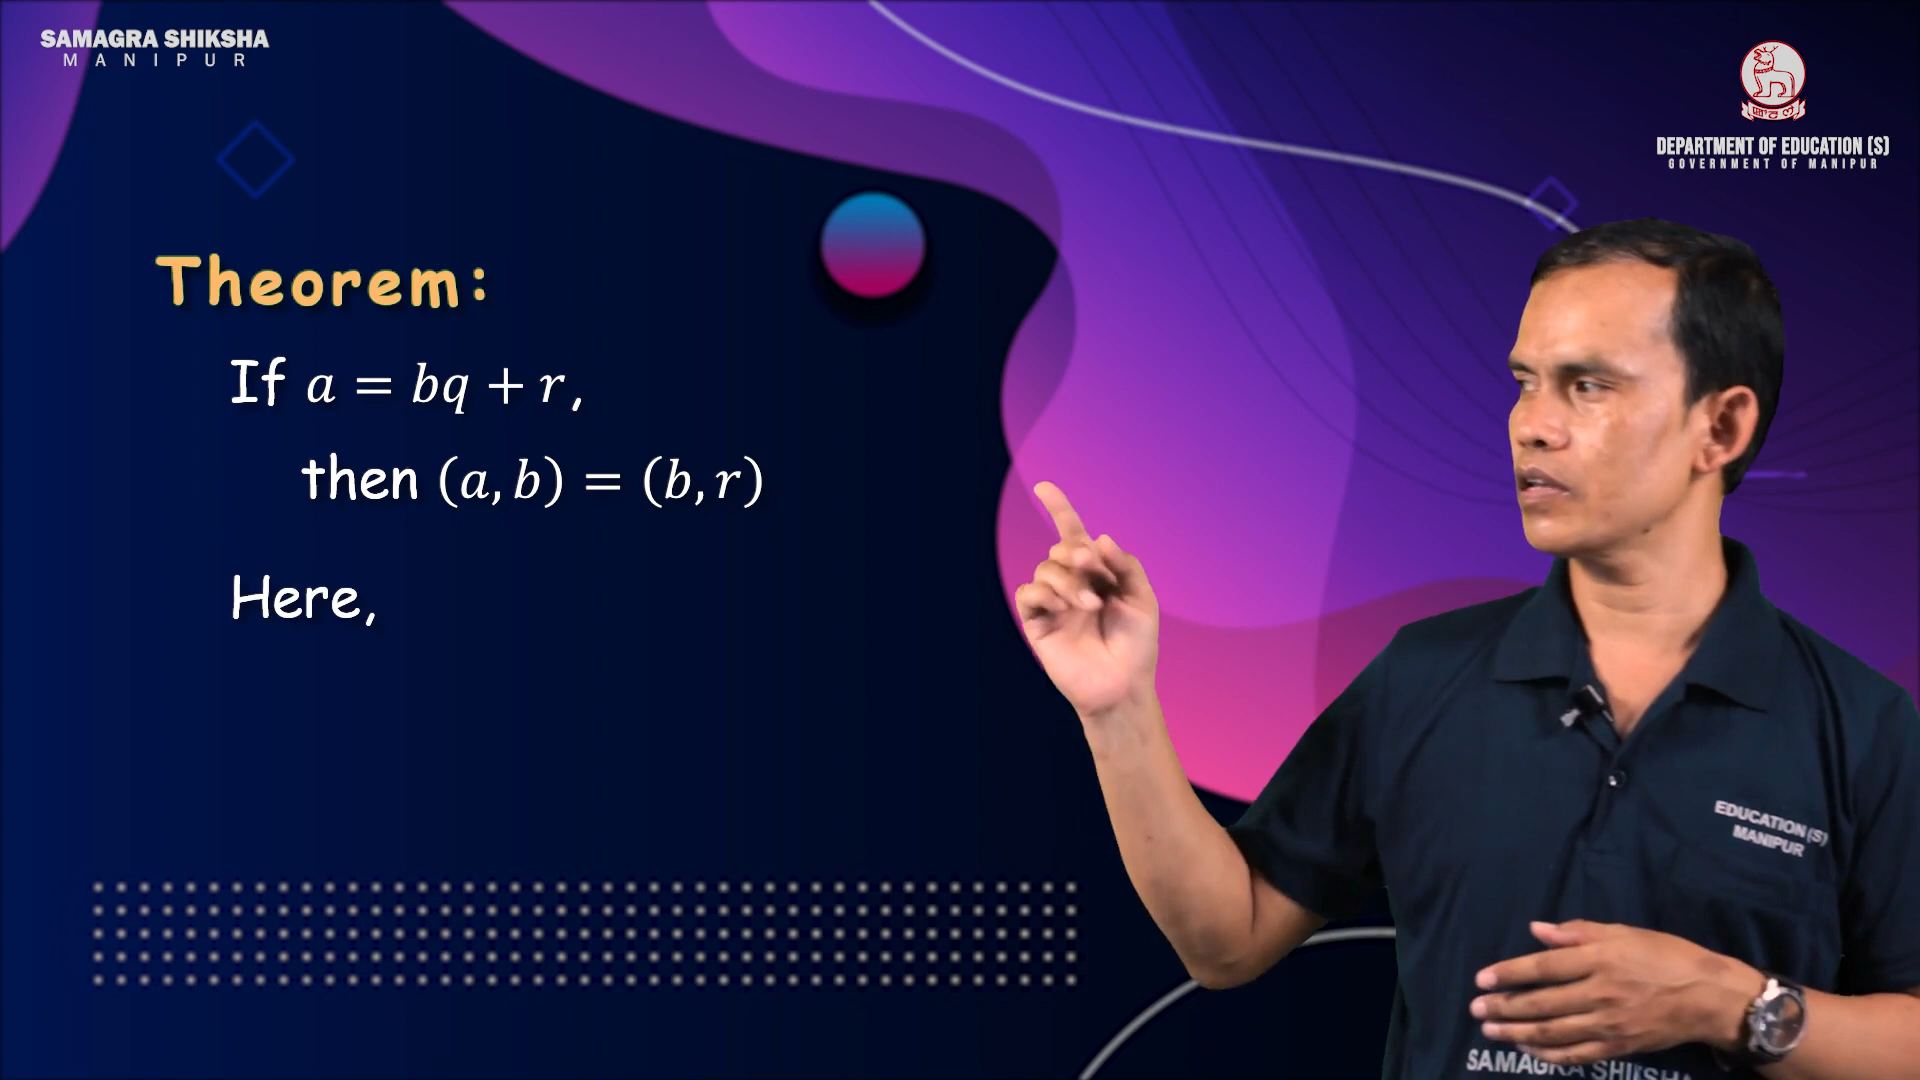 SAMAGRA SHIKSHA
MANIPUR
DEPARTMENT OF EDUCATION (S)
GOVERNMENT OF MANIPUR
Theorem:
If a = bq + r,
then (a, b) = (b, r)
Here,
EDUCATION (S)
MANIPUR
SAMAGRA SHIKSHA